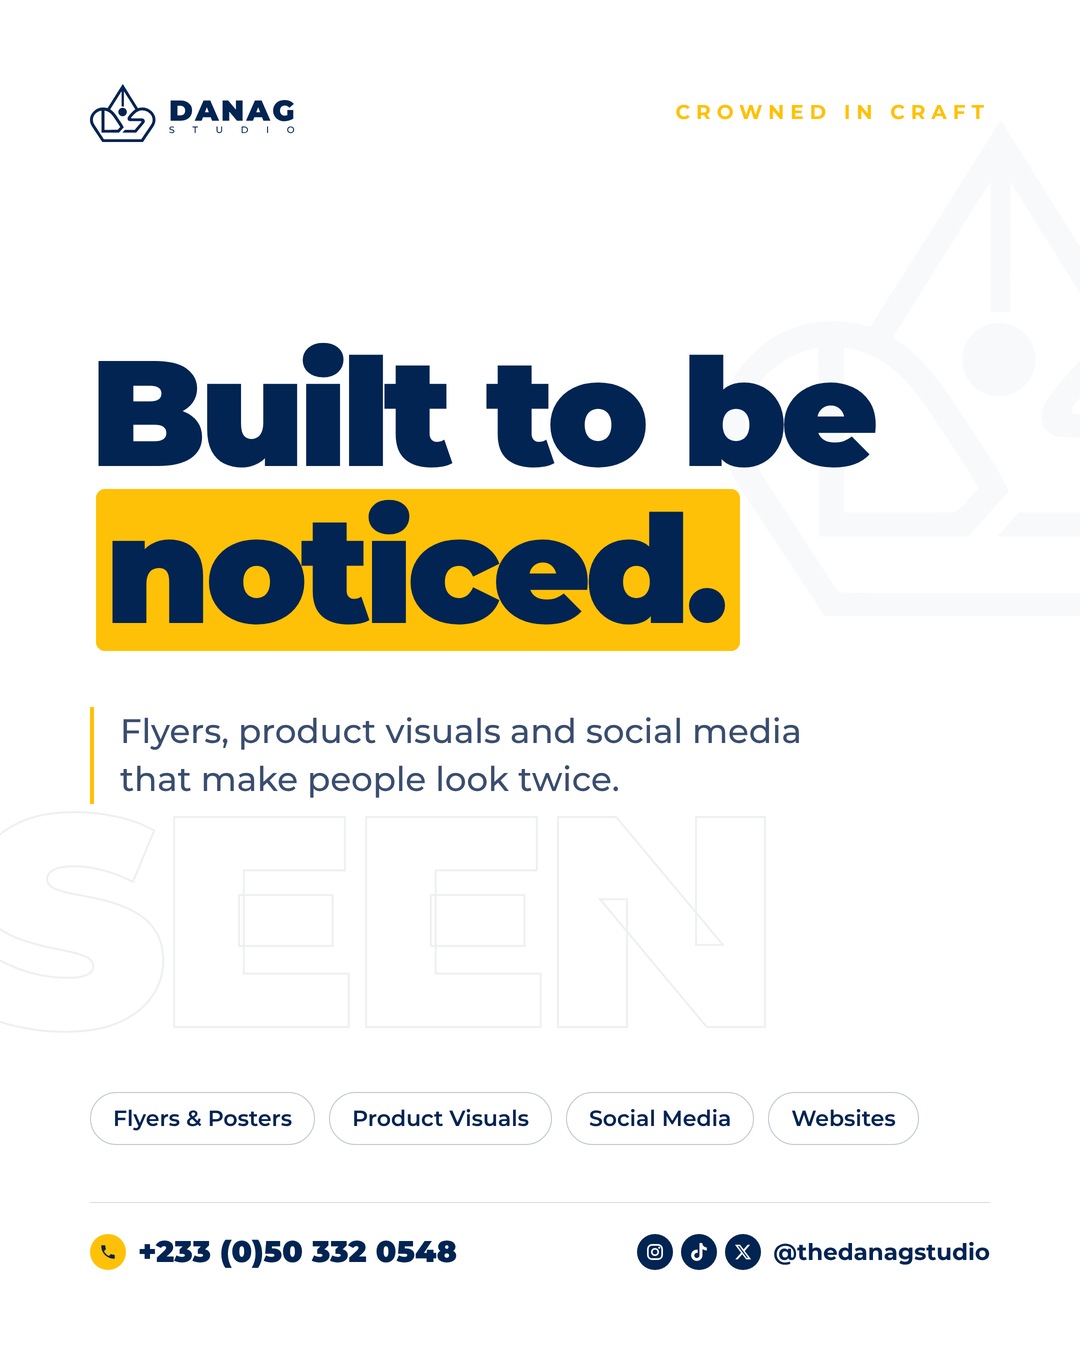 DANAG
STUDIO
CROWNED IN CRAFT
Built to be
noticed.
Flyers, product visuals and social media
that make people look twice.
SEEN
Flyers & Posters
Product Visuals
Social Media
Websites
+233 (0)50 332 0548
@thedanagstudio